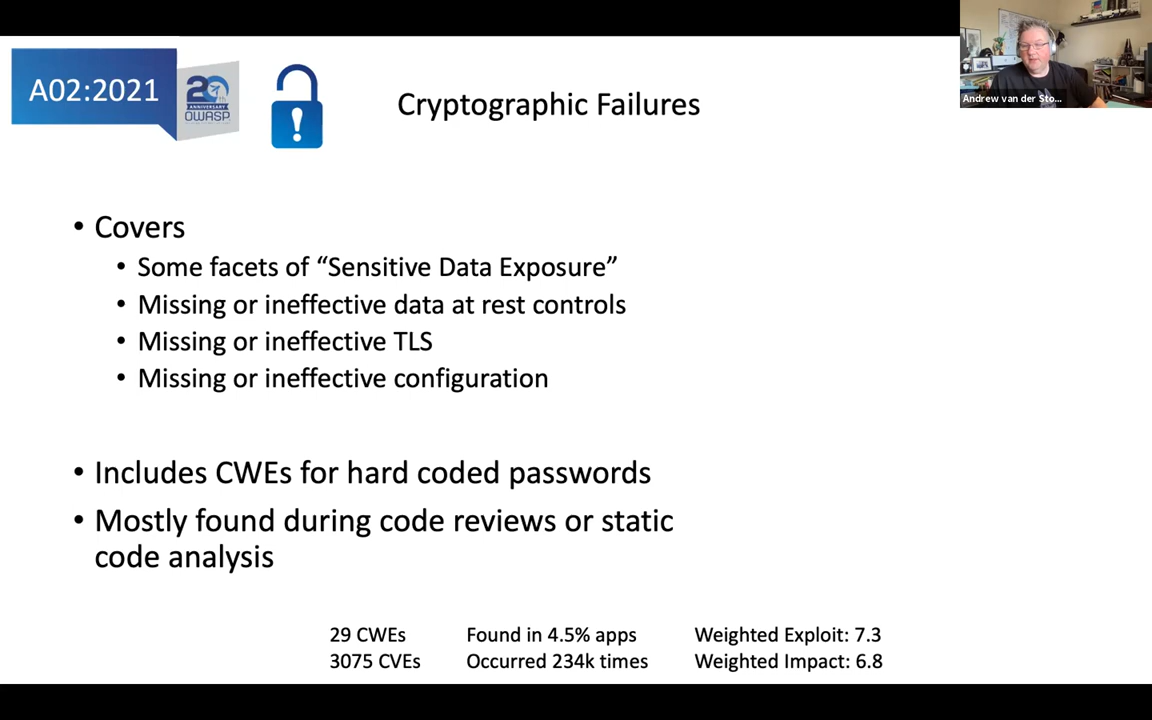 A02:2021
20th
ANNIVERSARY
OWASP
Cryptographic Failures
Andrew van der Sto...
• Covers
• Some facets of “Sensitive Data Exposure”
• Missing or ineffective data at rest controls
• Missing or ineffective TLS
• Missing or ineffective configuration
• Includes CWEs for hard coded passwords
• Mostly found during code reviews or static
code analysis
29 CWEs
Found in 4.5% apps
Weighted Exploit: 7.3
3075 CVEs
Occurred 234k times
Weighted Impact: 6.8